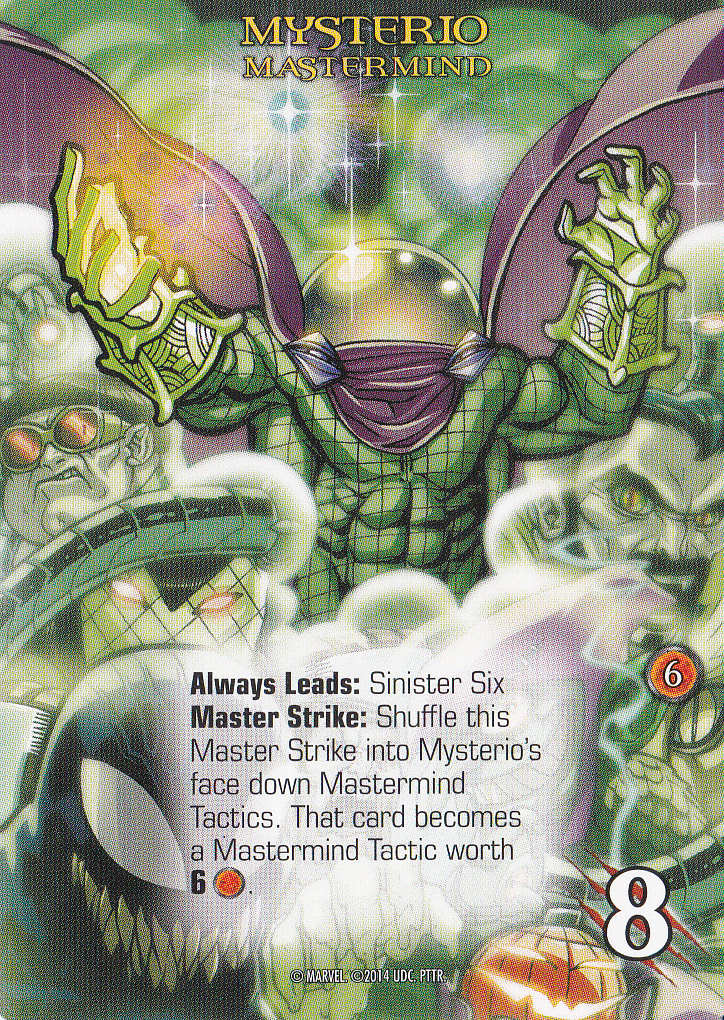 MYSTERIO
MASTERMIND
Always Leads: Sinister Six
Master Strike: Shuffle this
Master Strike into Mysterio's
face down Mastermind
Tactics. That card becomes
a Mastermind Tactic worth
6 .
6
8
© MARVEL. ©2014 UDC. PTTR.